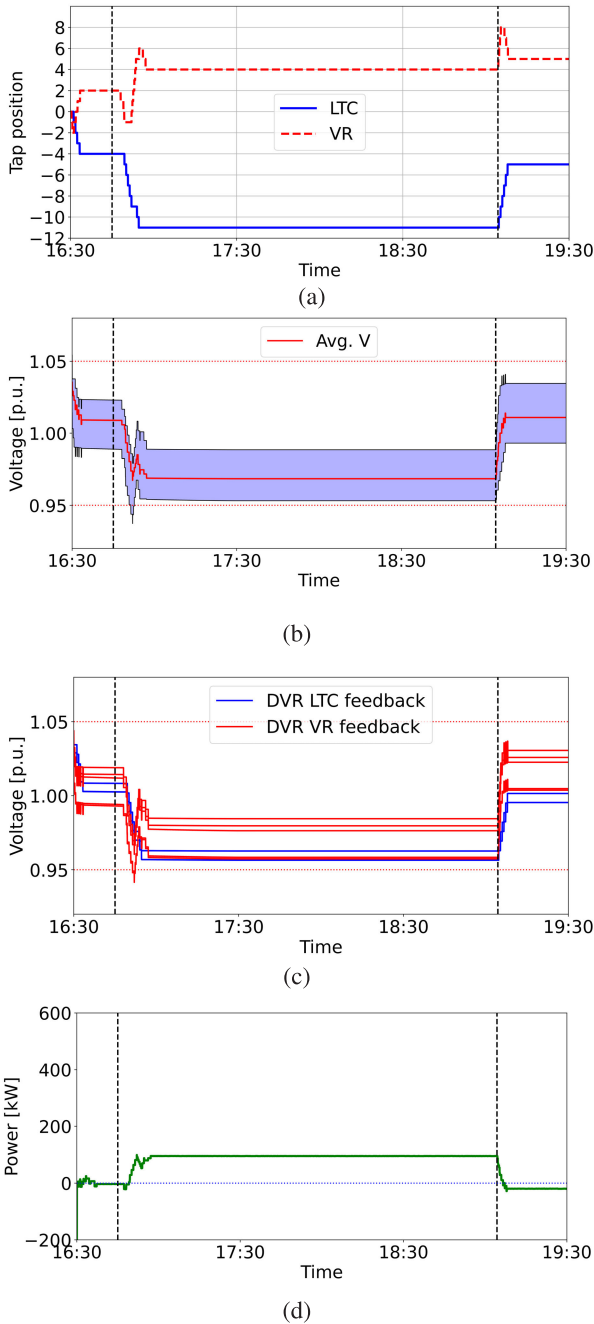 8
6
4
2
0
−2
−4
−6
−8
−10
−12
Tap position
LTC
VR
16:30 17:30 18:30 19:30
Time
(a)
1.05
1.00
0.95
Voltage [p.u.]
Avg. V
16:30 17:30 18:30 19:30
Time
(b)
1.05
1.00
0.95
Voltage [p.u.]
DVR LTC feedback
DVR VR feedback
16:30 17:30 18:30 19:30
Time
(c)
600
400
200
0
−200
Power [kW]
16:30 17:30 18:30 19:30
Time
(d)